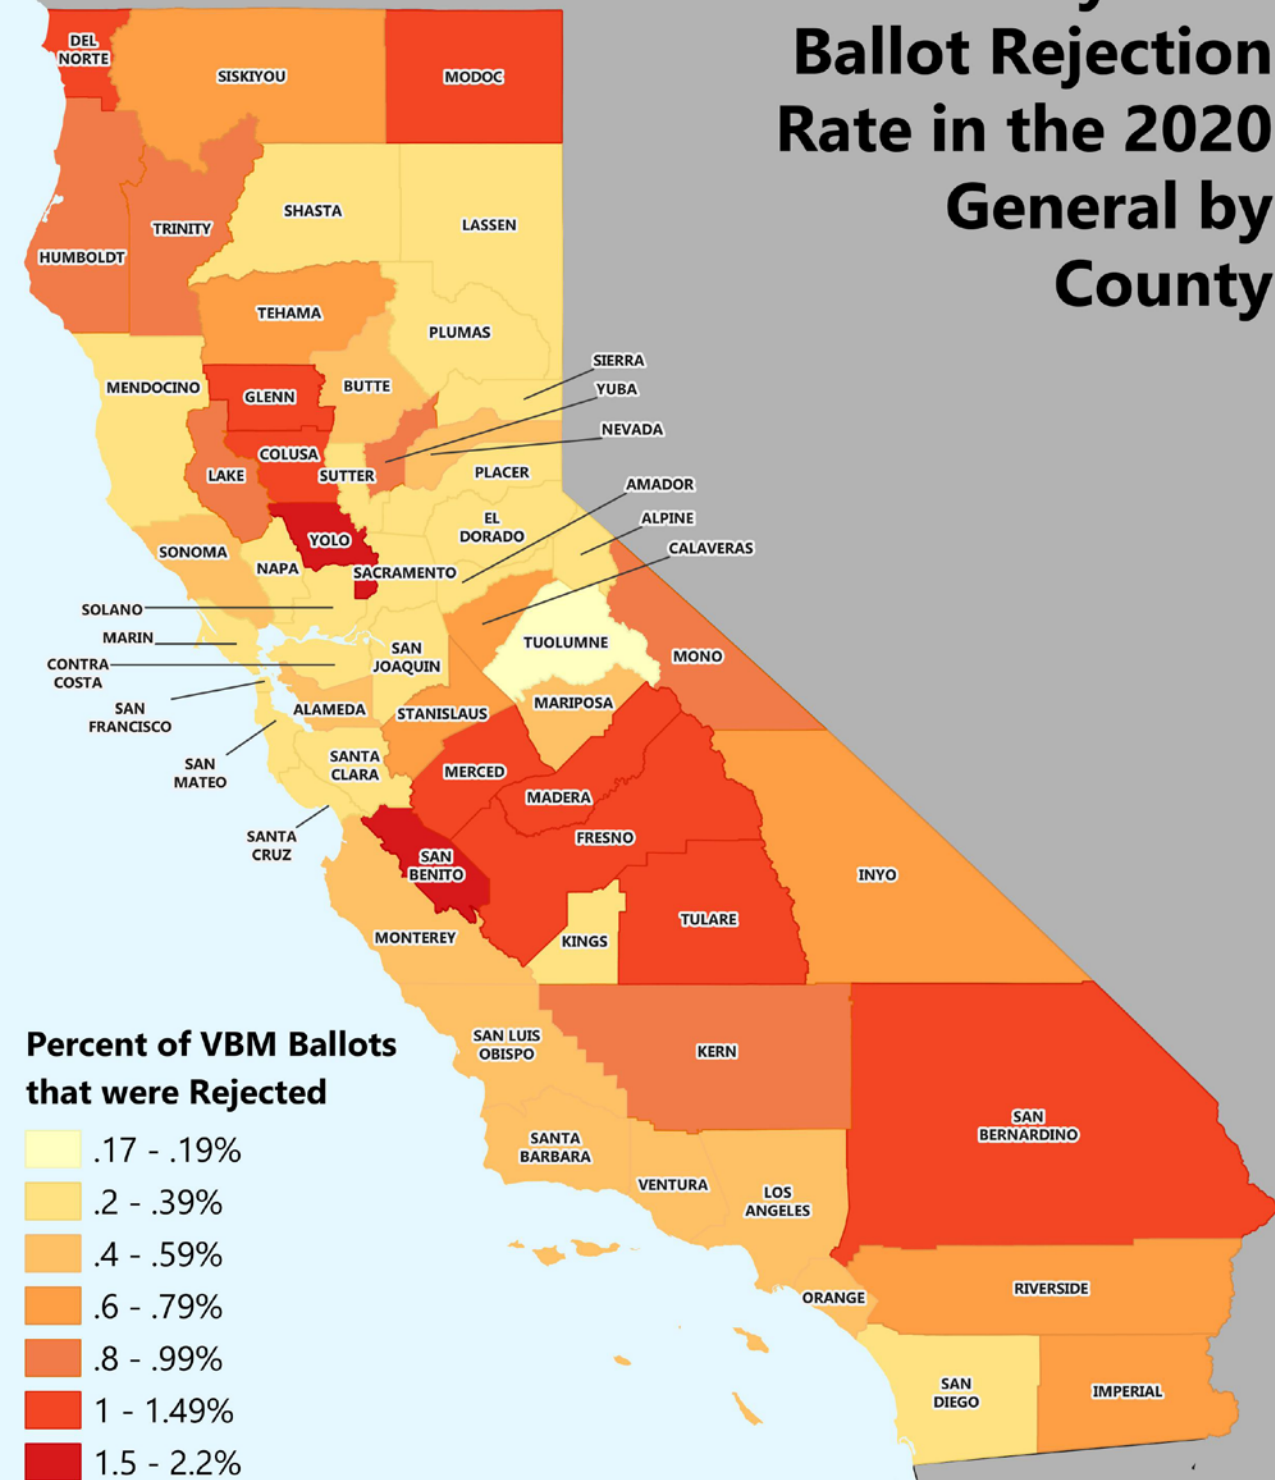 Ballot Rejection
Rate in the 2020
General by
County
DEL
NORTE
SISKIYOU
MODOC
SHASTA
LASSEN
TRINITY
HUMBOLDT
TEHAMA
PLUMAS
SIERRA
MENDOCINO
BUTTE
YUBA
GLENN
NEVADA
COLUSA
LAKE
SUTTER
PLACER
AMADOR
EL
DORADO
ALPINE
YOLO
CALAVERAS
SONOMA
NAPA
SACRAMENTO
SOLANO
MARIN
SAN
JOAQUIN
TUOLUMNE
MONO
CONTRA
COSTA
SAN
FRANCISCO
ALAMEDA
STANISLAUS
MARIPOSA
SAN
MATEO
SANTA
CLARA
MERCED
MADERA
SANTA
CRUZ
FRESNO
SAN
BENITO
INYO
TULARE
MONTEREY
KINGS
SAN LUIS
OBISPO
KERN
SAN
BERNARDINO
SANTA
BARBARA
VENTURA
LOS
ANGELES
ORANGE
RIVERSIDE
SAN
DIEGO
IMPERIAL
Percent of VBM Ballots
that were Rejected
.17 - .19%
.2 - .39%
.4 - .59%
.6 - .79%
.8 - .99%
1 - 1.49%
1.5 - 2.2%